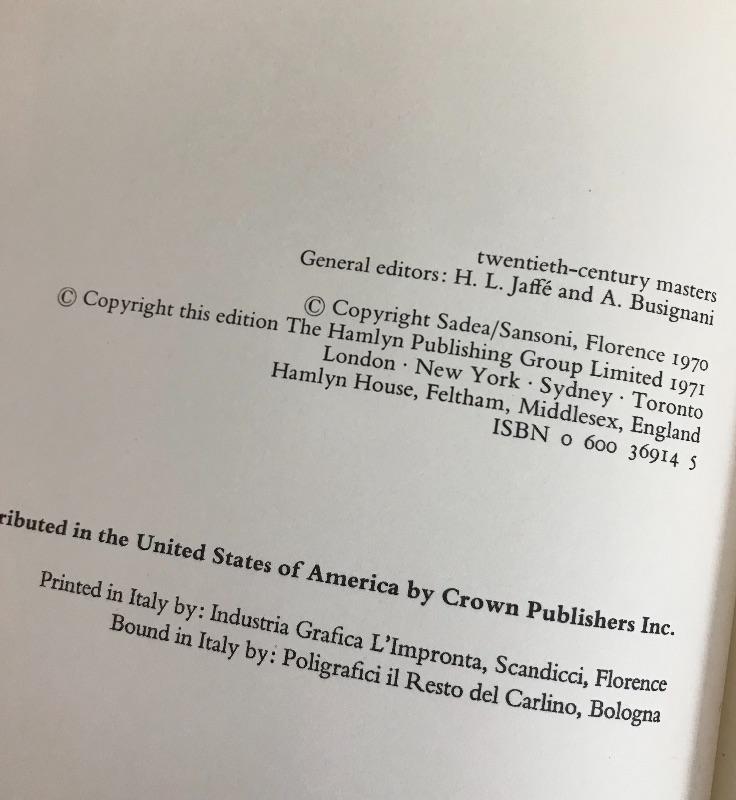 twentieth-century masters
General editors: H. L. Jaffé and A. Busignani
© Copyright Sadea/Sansoni, Florence 1970
© Copyright this edition The Hamlyn Publishing Group Limited 1971
London · New York · Sydney · Toronto
Hamlyn House, Feltham, Middlesex, England
ISBN 0 600 36914 5
ributed in the United States of America by Crown Publishers Inc.
Printed in Italy by: Industria Grafica L'Impronta, Scandicci, Florence
Bound in Italy by: Poligrafici il Resto del Carlino, Bologna